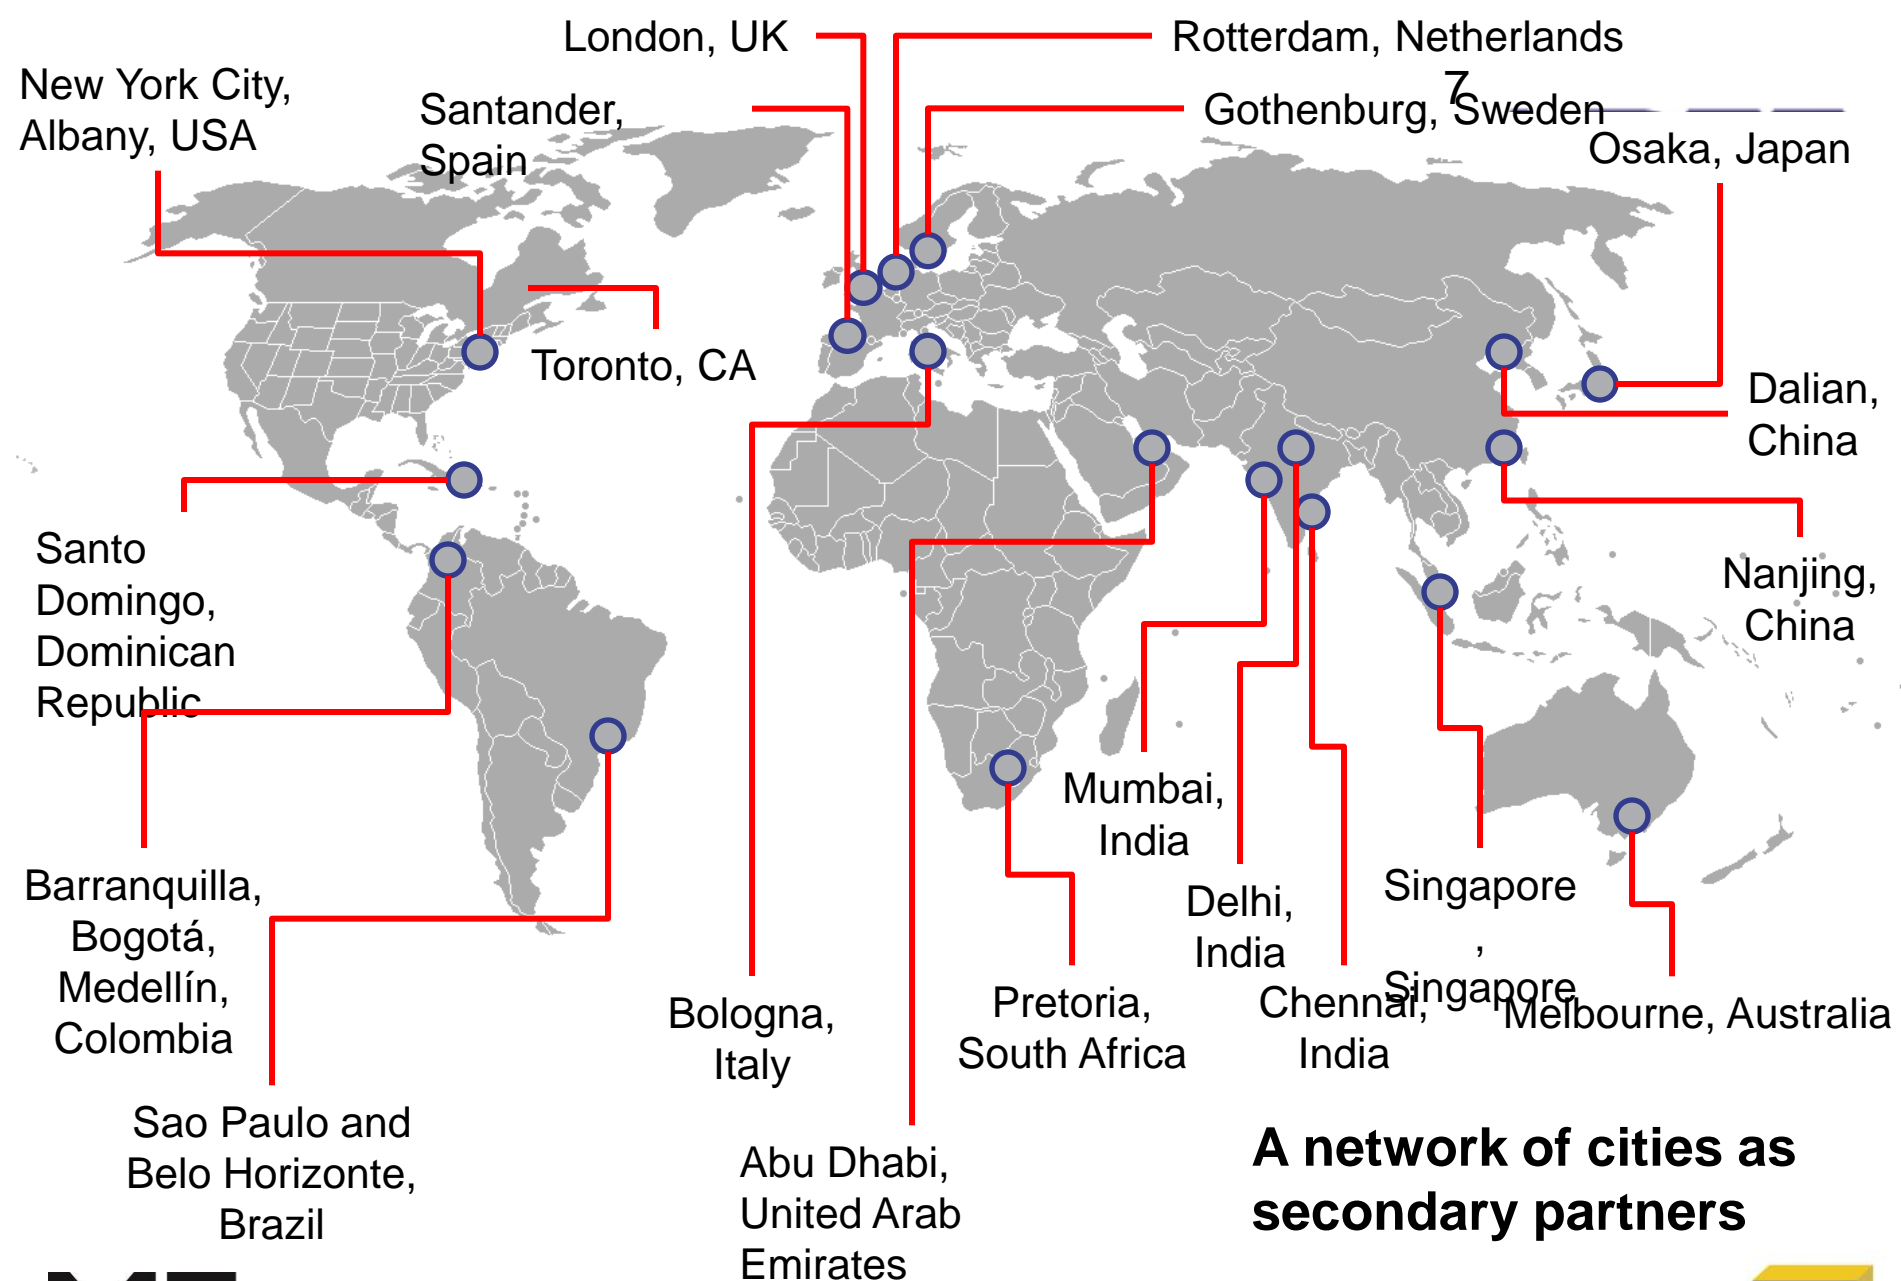 London, UK
Rotterdam, Netherlands
7
New York City,
Albany, USA
Santander,
Spain
Gothenburg, Sweden
Osaka, Japan
Toronto, CA
Dalian,
China
Santo
Domingo,
Dominican
Republic
Nanjing,
China
Mumbai,
India
Barranquilla,
Bogotá,
Medellín,
Colombia
Delhi,
India
Singapore
,
Singapore
Bologna,
Italy
Pretoria,
South Africa
Chennai,
India
Melbourne, Australia
Sao Paulo and
Belo Horizonte,
Brazil
Abu Dhabi,
United Arab
Emirates
A network of cities as
secondary partners